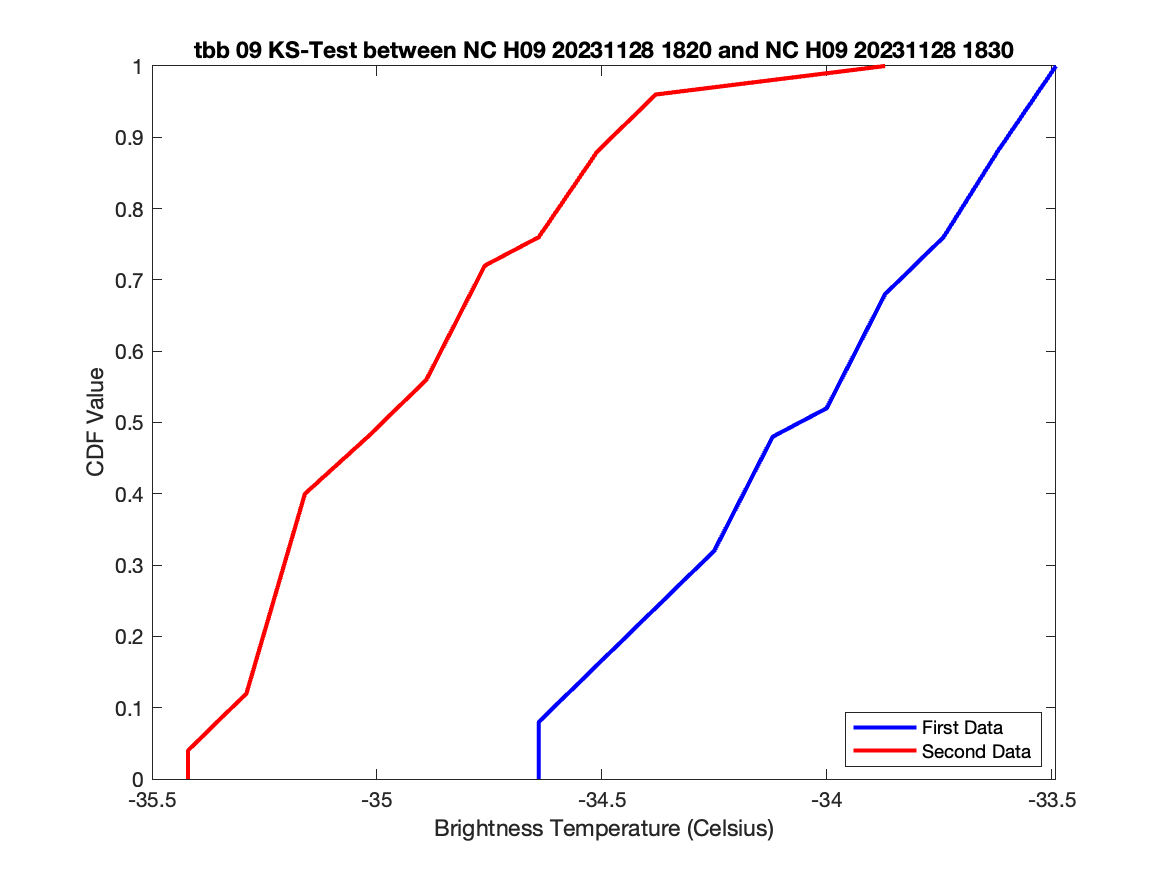 tbb 09 KS-Test between NC H09 20231128 1820 and NC H09 20231128 1830
1
0.9
0.8
0.7
0.6
0.5
0.4
0.3
0.2
0.1
0
CDF Value
First Data
Second Data
-35.5 -35 -34.5 -34 -33.5
Brightness Temperature (Celsius)